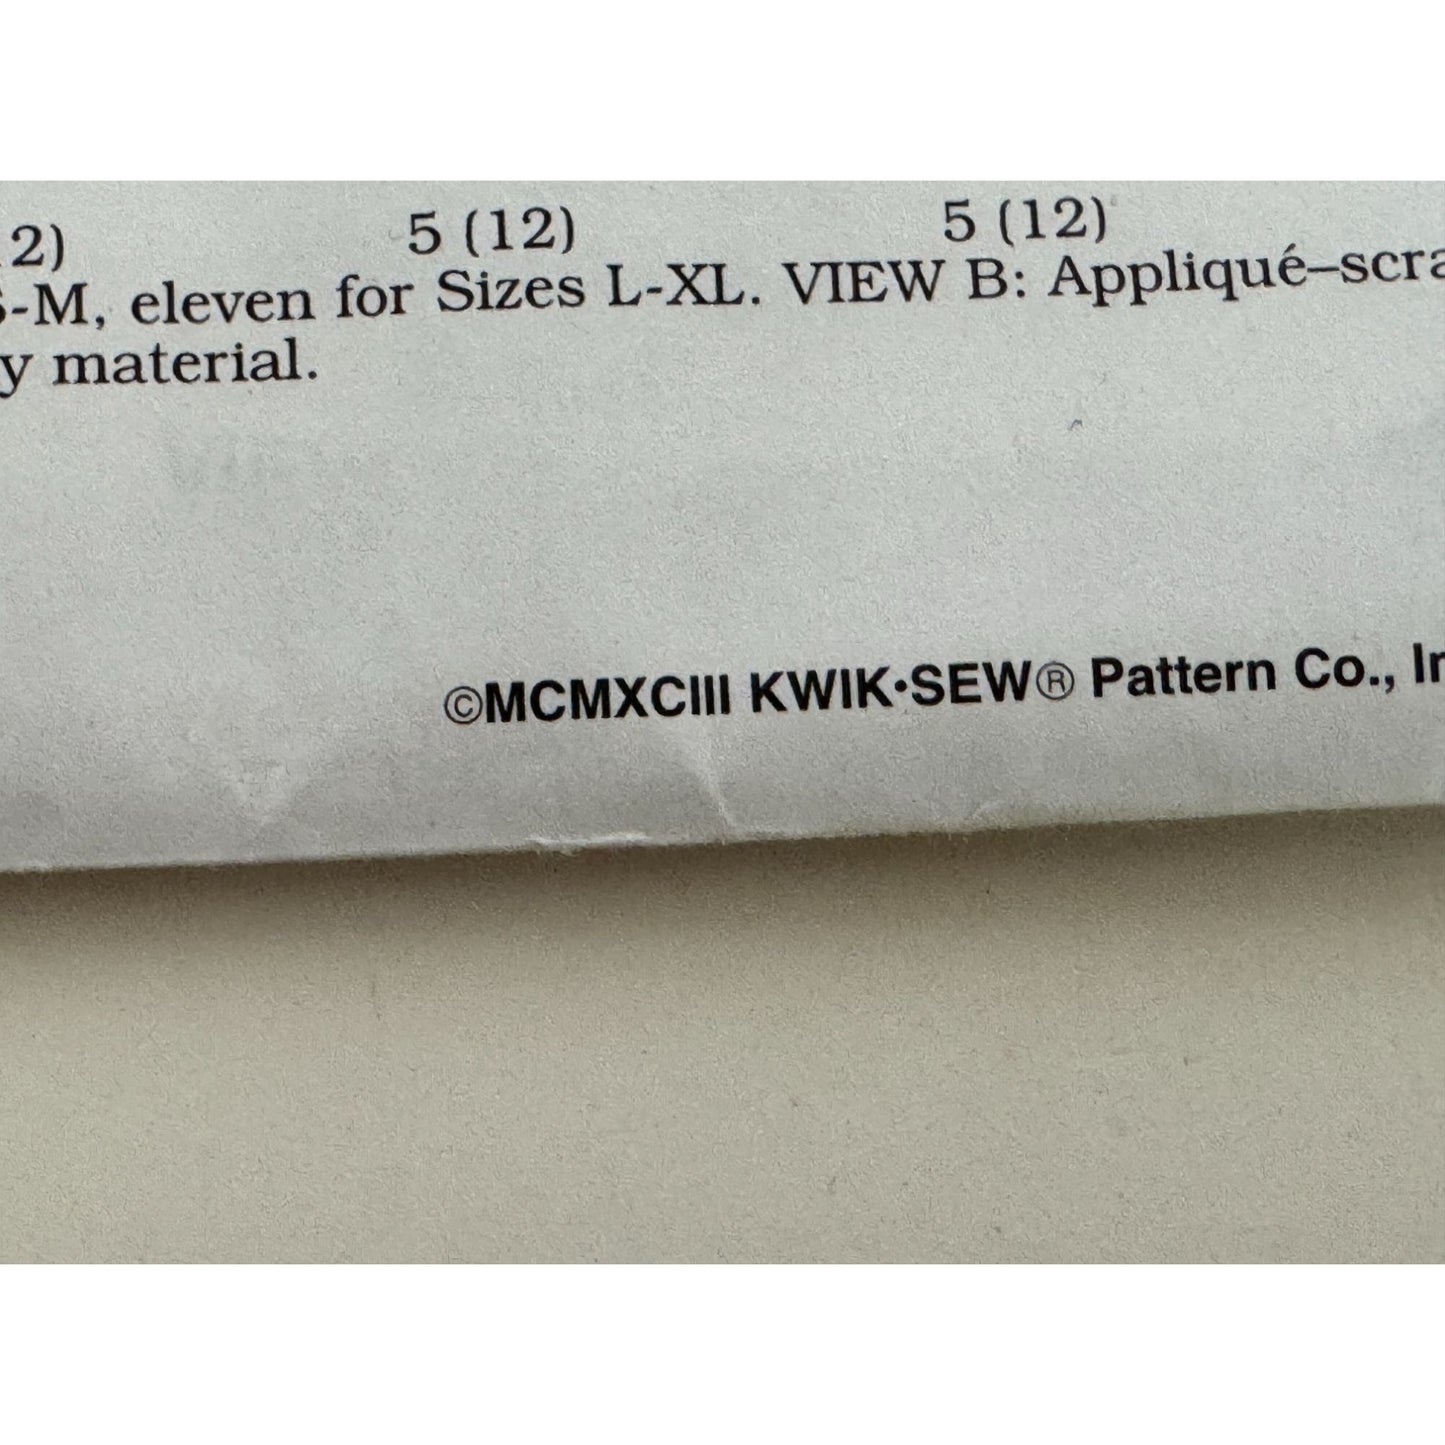 2) 5 (12) 5 (12)
S-M, eleven for Sizes L-XL. VIEW B: Appliqué–scra
y material.
©MCMXCIII KWIK•SEW® Pattern Co., In